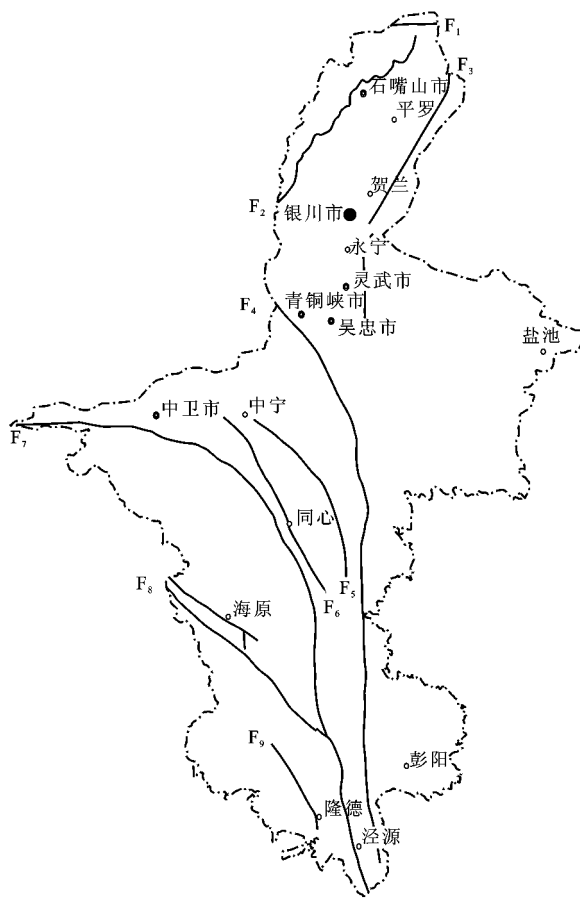 F₁
F₃
石嘴山市
平罗
贺兰
F₂
银川市
永宁
灵武市
F₄
青铜峡市
吴忠市
盐池
中卫市
中宁
F₇
同心
F₅
F₈
F₆
海原
F₉
彭阳
隆德
泾源